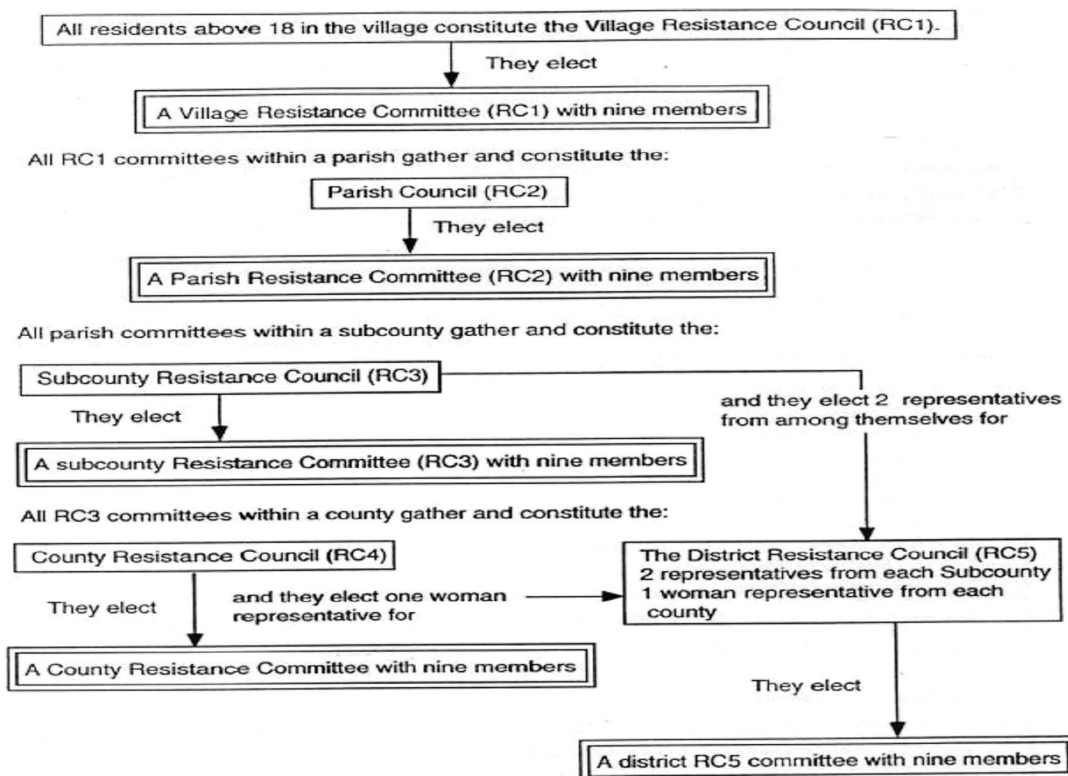 All residents above 18 in the village constitute the Village Resistance Council (RC1).
They elect
A Village Resistance Committee (RC1) with nine members
All RC1 committees within a parish gather and constitute the:
Parish Council (RC2)
They elect
A Parish Resistance Committee (RC2) with nine members
All parish committees within a subcounty gather and constitute the:
Subcounty Resistance Council (RC3)
They elect
and they elect 2 representatives
from among themselves for
A subcounty Resistance Committee (RC3) with nine members
All RC3 committees within a county gather and constitute the:
County Resistance Council (RC4)
They elect
and they elect one woman
representative for
The District Resistance Council (RC5)
2 representatives from each Subcounty
1 woman representative from each
county
A County Resistance Committee with nine members
They elect
A district RC5 committee with nine members